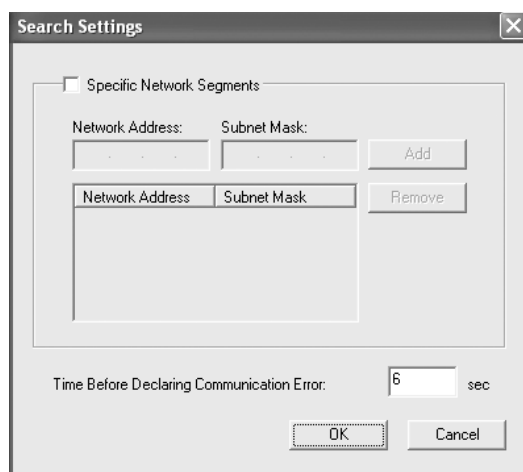 Search Settings
Specific Network Segments
Network Address: Subnet Mask:
Add
Network Address Subnet Mask
Remove
Time Before Declaring Communication Error: 6 sec
OK Cancel